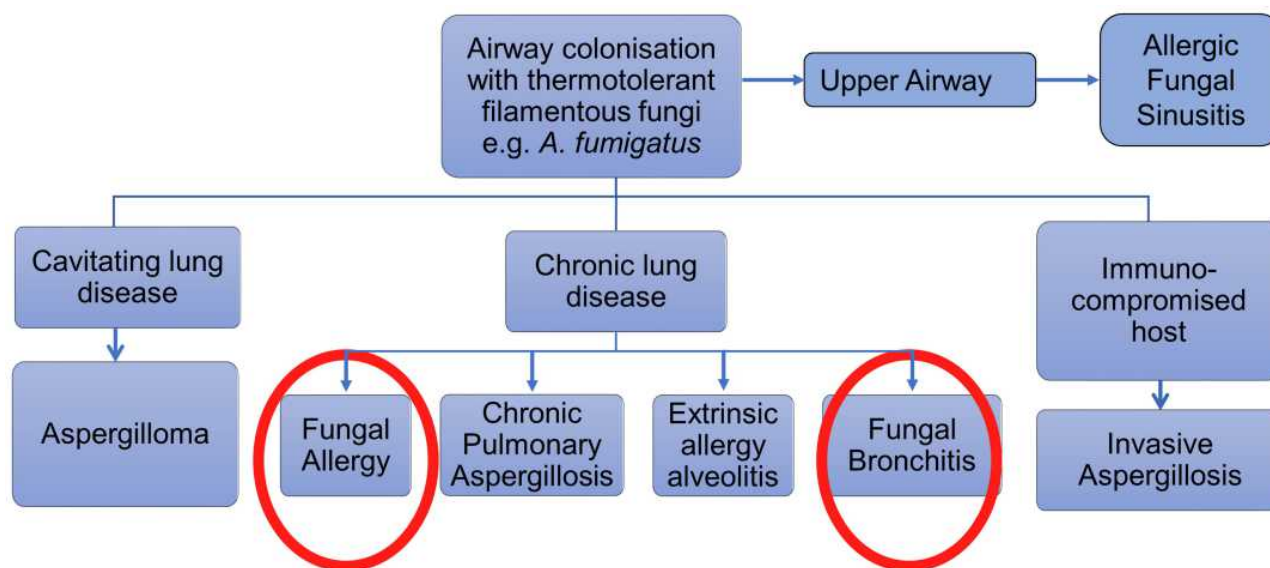 Airway colonisation
with thermotolerant
filamentous fungi
e.g. A. fumigatus
Upper Airway
Allergic
Fungal
Sinusitis
Cavitating lung
disease
Chronic lung
disease
Immuno-
compromised
host
Aspergilloma
Fungal
Allergy
Chronic
Pulmonary
Aspergillosis
Extrinsic
allergy
alveolitis
Fungal
Bronchitis
Invasive
Aspergillosis